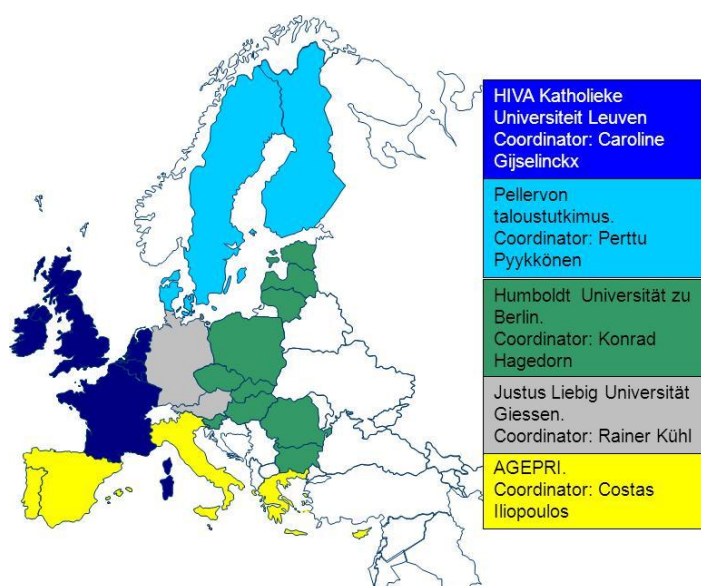 HIVA Katholieke
Universiteit Leuven
Coordinator: Caroline
Gijselinckx
Pellervon
taloustutkimus.
Coordinator: Perttu
Pyykkönen
Humboldt Universität zu
Berlin.
Coordinator: Konrad
Hagedorn
Justus Liebig Universität
Giessen.
Coordinator: Rainer Kühl
AGEPRI.
Coordinator: Costas
Iliopoulos